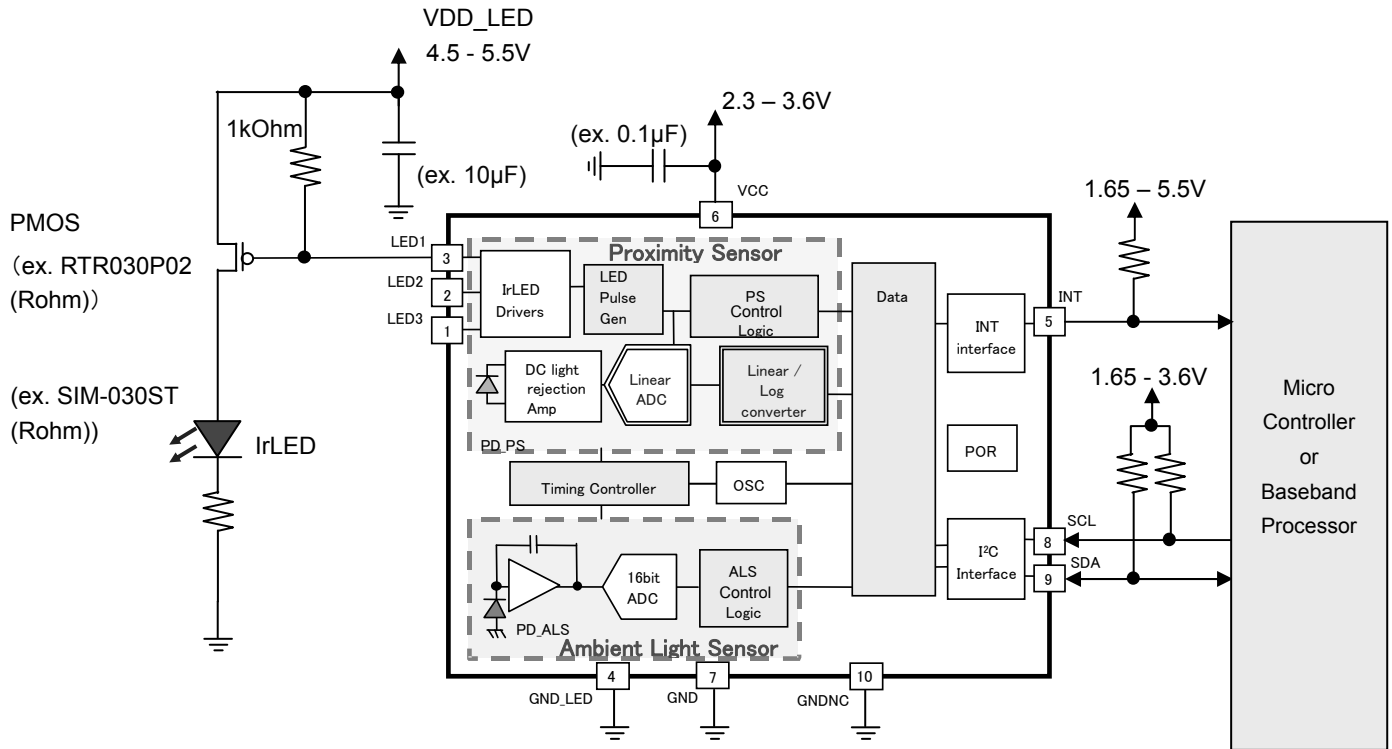 VDD_LED
4.5 - 5.5V
1kOhm
(ex. 10µF)
(ex. 0.1µF)
2.3 – 3.6V
VCC
6
PMOS
(ex. RTR030P02
(Rohm))
(ex. SIM-030ST
(Rohm))
IrLED
LED1
3
LED2
2
LED3
1
Proximity Sensor
IrLED
Drivers
LED
Pulse
Gen
PS
Control
Logic
DC light
rejection
Amp
Linear
ADC
Linear /
Log
converter
PD_PS
Timing Controller
OSC
PD_ALS
16bit
ADC
ALS
Control
Logic
Ambient Light Sensor
Data
INT
interface
POR
I²C
Interface
1.65 – 5.5V
INT
5
1.65 - 3.6V
SCL
8
SDA
9
Micro
Controller
or
Baseband
Processor
4
GND_LED
7
GND
10
GNDNC